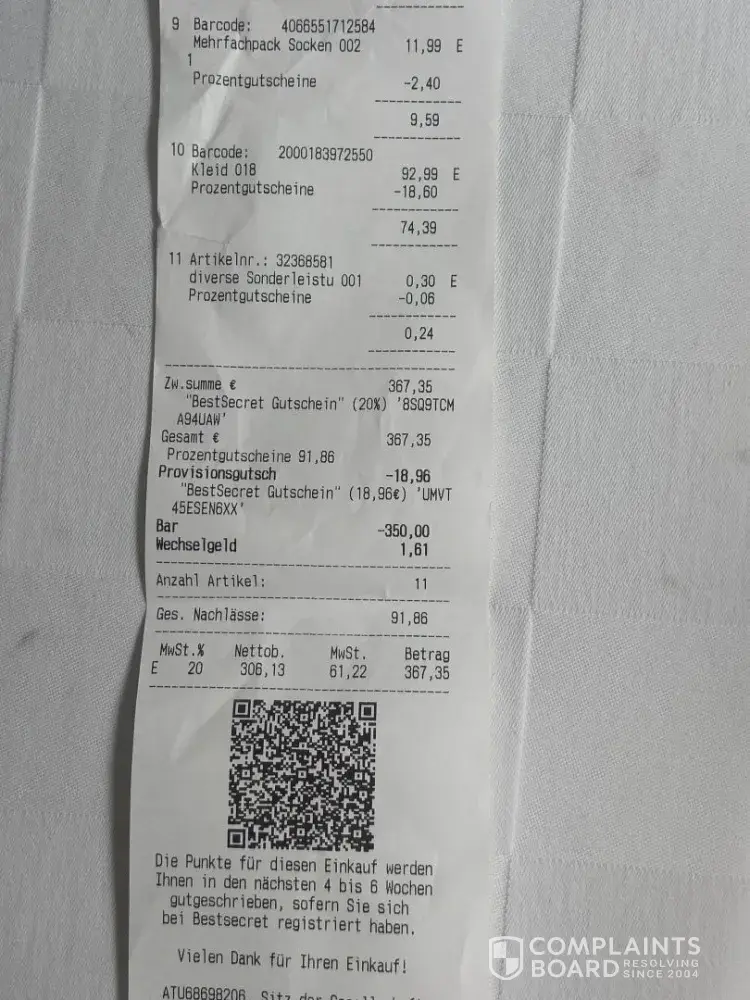 9 Barcode: 4066551712584
Mehrfachpack Socken 002 11,99 E
1
Prozentgutscheine -2,40
9,59
10 Barcode: 2000183972550
Kleid 018 92,99 E
Prozentgutscheine -18,60
74,39
11 Artikelnr.: 32368581
diverse Sonderleistu 001 0,30 E
Prozentgutscheine -0,06
0,24
Zw.summe € 367,35
"BestSecret Gutschein" (20%) '8SQ9TCM
A94UAW'
Gesamt € 367,35
Prozentgutscheine 91,86
Provisionsgutsch -18,96
"BestSecret Gutschein" (18,96€) 'UMVT
45ESEN6XX'
Bar -350,00
Wechselgeld 1,61
Anzahl Artikel: 11
Ges. Nachlässe: 91,86
MwSt.% Nettob. MwSt. Betrag
E 20 306,13 61,22 367,35
Die Punkte für diesen Einkauf werden
Ihnen in den nächsten 4 bis 6 Wochen
gutgeschrieben, sofern Sie sich
bei Bestsecret registriert haben.
Vielen Dank für Ihren Einkauf!
ATU68698206 Sitz der
COMPLAINTS
BOARD RESOLVING
SINCE 2004